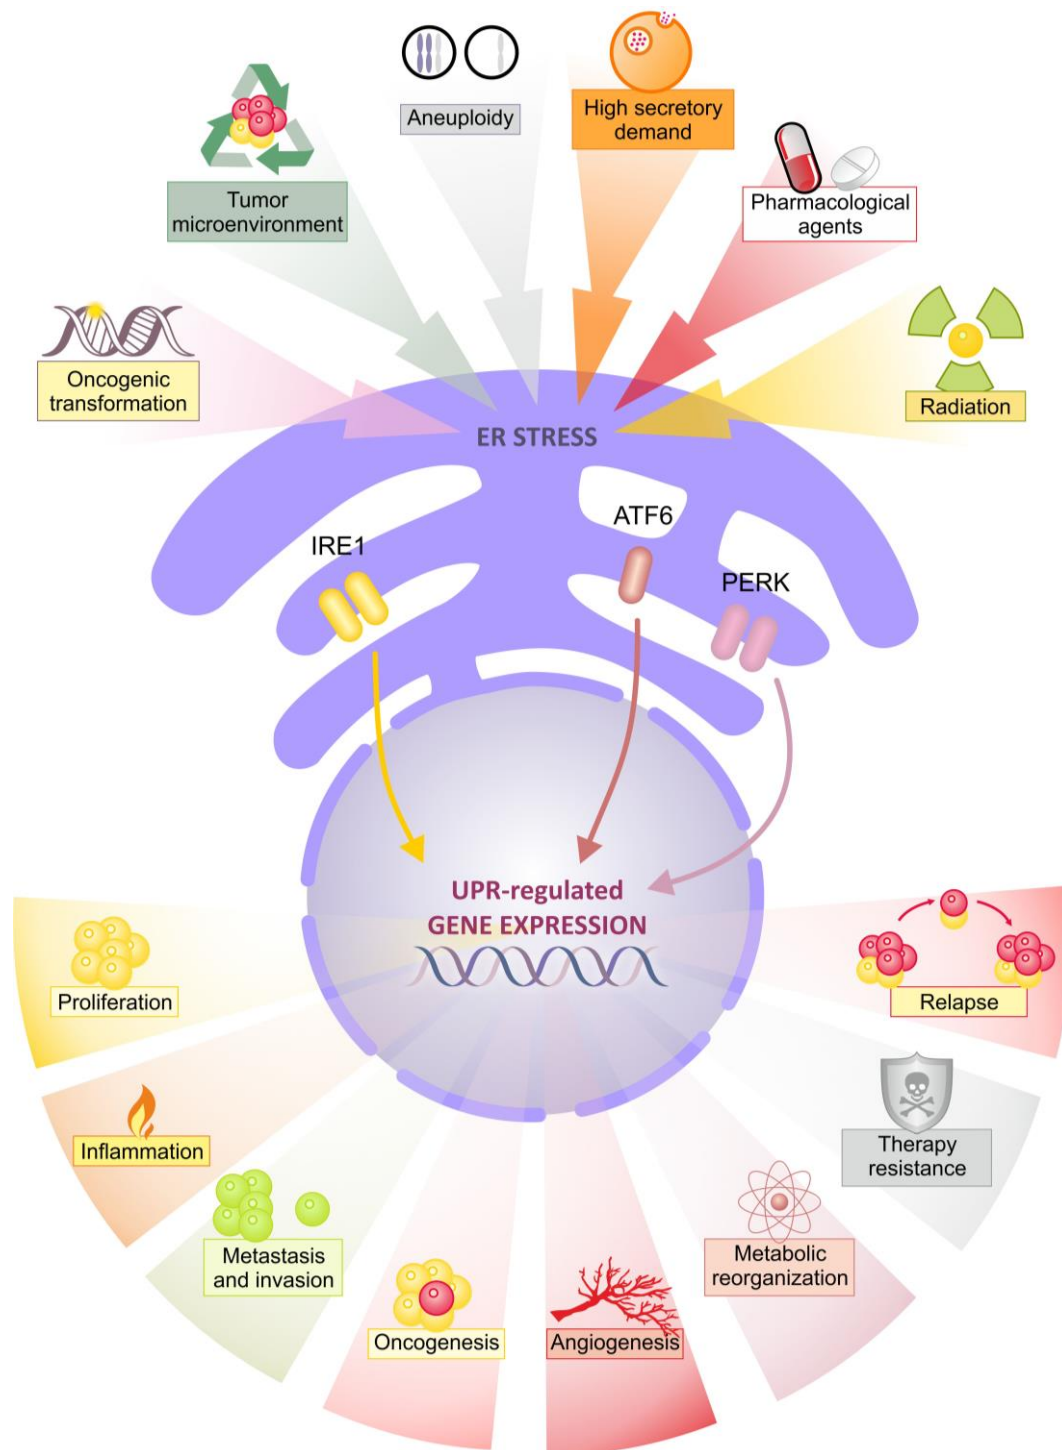 Aneuploidy
High secretory
demand
Tumor
microenvironment
Pharmacological
agents
Oncogenic
transformation
Radiation
ER STRESS
IRE1
ATF6
PERK
UPR-regulated
GENE EXPRESSION
Proliferation
Relapse
Inflammation
Therapy
resistance
Metastasis
and invasion
Metabolic
reorganization
Oncogenesis
Angiogenesis